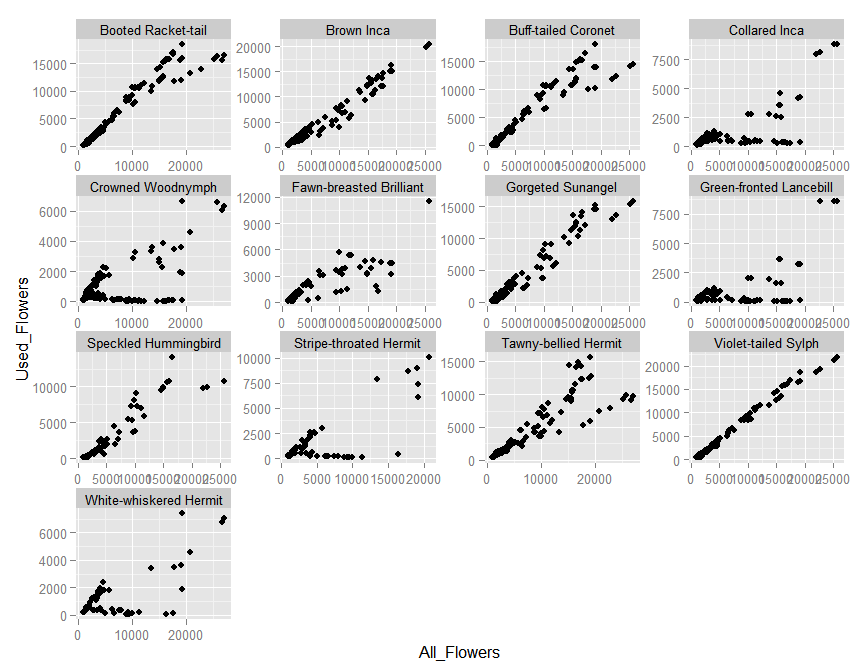 Booted Racket-tail Brown Inca Buff-tailed Coronet Collared Inca
15000 10000 5000 0
20000 15000 10000 5000 0
15000 10000 5000 0
7500 5000 2500 0
0 10000 20000
0 5000 10000 15000 20000 25000
0 5000 10000 15000 20000 25000
0 5000 10000 15000 20000 25000
Crowned Woodnymph Fawn-breasted Brilliant Gorgeted Sunangel Green-fronted Lancebill
6000 4000 2000 0
12000 9000 6000 3000 0
15000 10000 5000 0
7500 5000 2500 0
0 10000 20000
0 5000 10000 15000 20000
0 5000 10000 15000 20000 25000
0 5000 10000 15000 20000 25000
Used_Flowers
Speckled Hummingbird Stripe-throated Hermit Tawny-bellied Hermit Violet-tailed Sylph
10000 5000 0
10000 7500 5000 2500 0
15000 10000 5000 0
20000 15000 10000 5000 0
0 5000 10000 15000 20000 25000
0 5000 10000 15000 20000
0 10000 20000
0 5000 10000 15000 20000 25000
White-whiskered Hermit
6000
4000
2000
0
0 10000 20000
All_Flowers